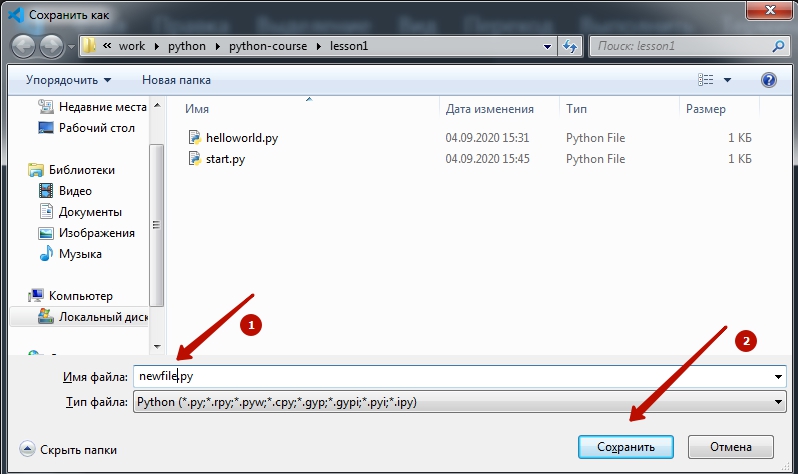 Сохранить как
« work python python-course lesson1
Поиск: lesson1
Упорядочить Новая папка
Имя Дата изменения Тип Размер
helloworld.py 04.09.2020 15:31 Python File 1 КБ
start.py 04.09.2020 15:45 Python File 1 КБ
Недавние места
Рабочий стол
Библиотеки
Видео
Документы
Изображения
Музыка
Компьютер
Локальный диск
1
2
Имя файла: newfile.py
Тип файла: Python (*.py;*.rpy;*.pyw;*.cpy;*.gyp;*.gypi;*.pyi;*.ipy)
Скрыть папки
Сохранить Отмена